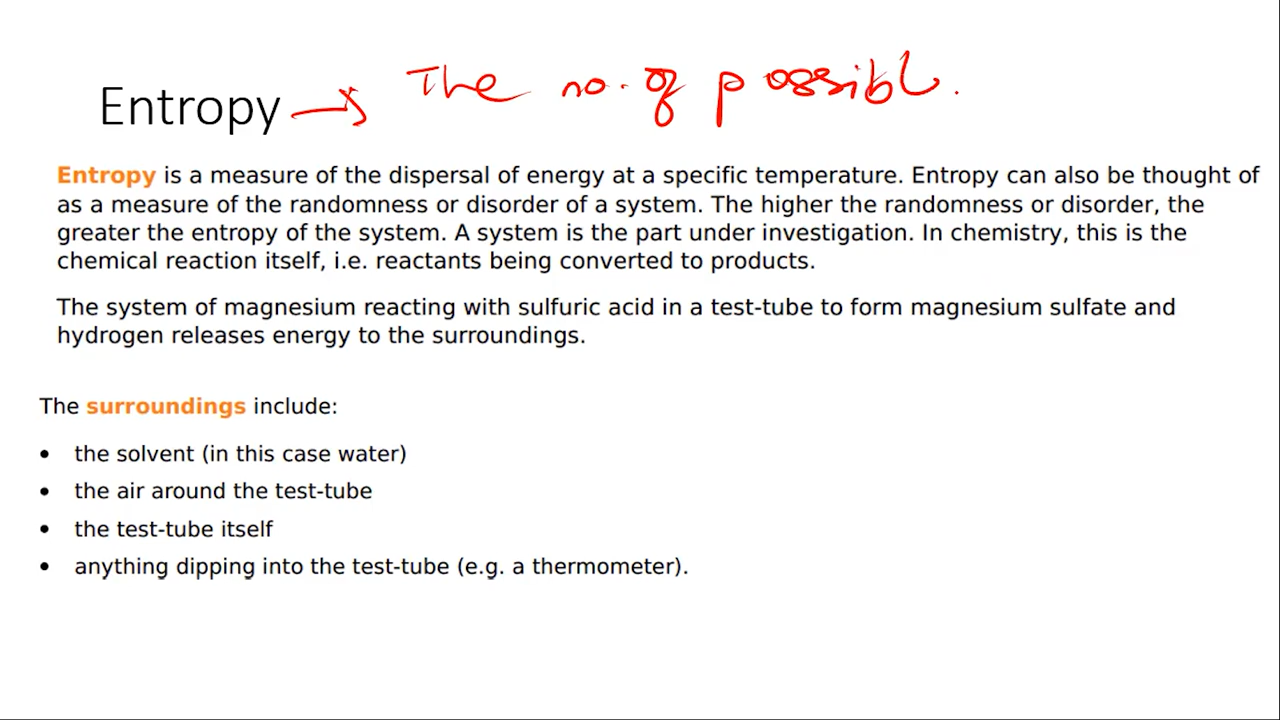 Entropy → The no. of possibl.
Entropy is a measure of the dispersal of energy at a specific temperature. Entropy can also be thought of
as a measure of the randomness or disorder of a system. The higher the randomness or disorder, the
greater the entropy of the system. A system is the part under investigation. In chemistry, this is the
chemical reaction itself, i.e. reactants being converted to products.
The system of magnesium reacting with sulfuric acid in a test-tube to form magnesium sulfate and
hydrogen releases energy to the surroundings.
The surroundings include:
• the solvent (in this case water)
• the air around the test-tube
• the test-tube itself
• anything dipping into the test-tube (e.g. a thermometer).